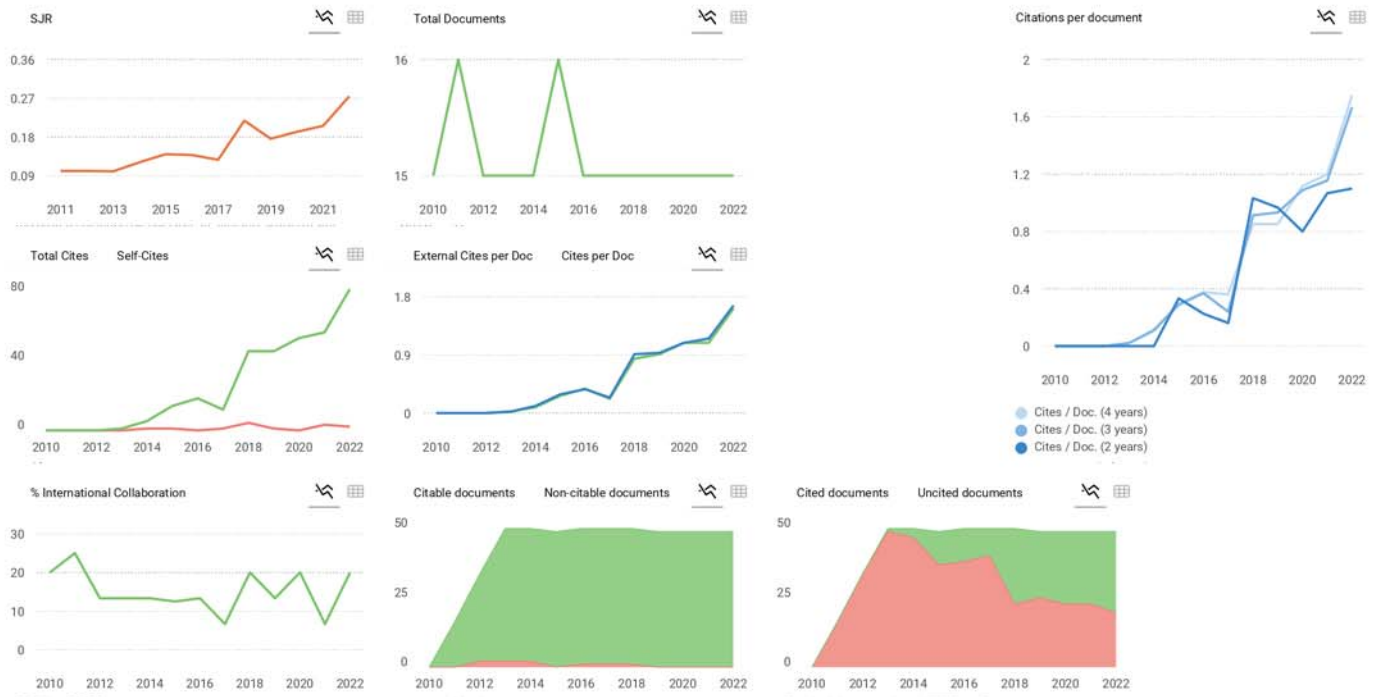 SJR
0.36
0.27
0.18
0.09
2011 2013 2015 2017 2019 2021
Total Documents
16
15
2010 2012 2014 2016 2018 2020 2022
Citations per document
2
1.6
1.2
0.8
0.4
0
2010 2012 2014 2016 2018 2020 2022
Cites / Doc. (4 years)
Cites / Doc. (3 years)
Cites / Doc. (2 years)
Total Cites Self-Cites
80
40
0
2010 2012 2014 2016 2018 2020 2022
External Cites per Doc Cites per Doc
1.8
0.9
0
2010 2012 2014 2016 2018 2020 2022
% International Collaboration
30
20
10
0
2010 2012 2014 2016 2018 2020 2022
Citable documents Non-citable documents
50
25
0
2010 2012 2014 2016 2018 2020 2022
Cited documents Uncited documents
50
25
0
2010 2012 2014 2016 2018 2020 2022